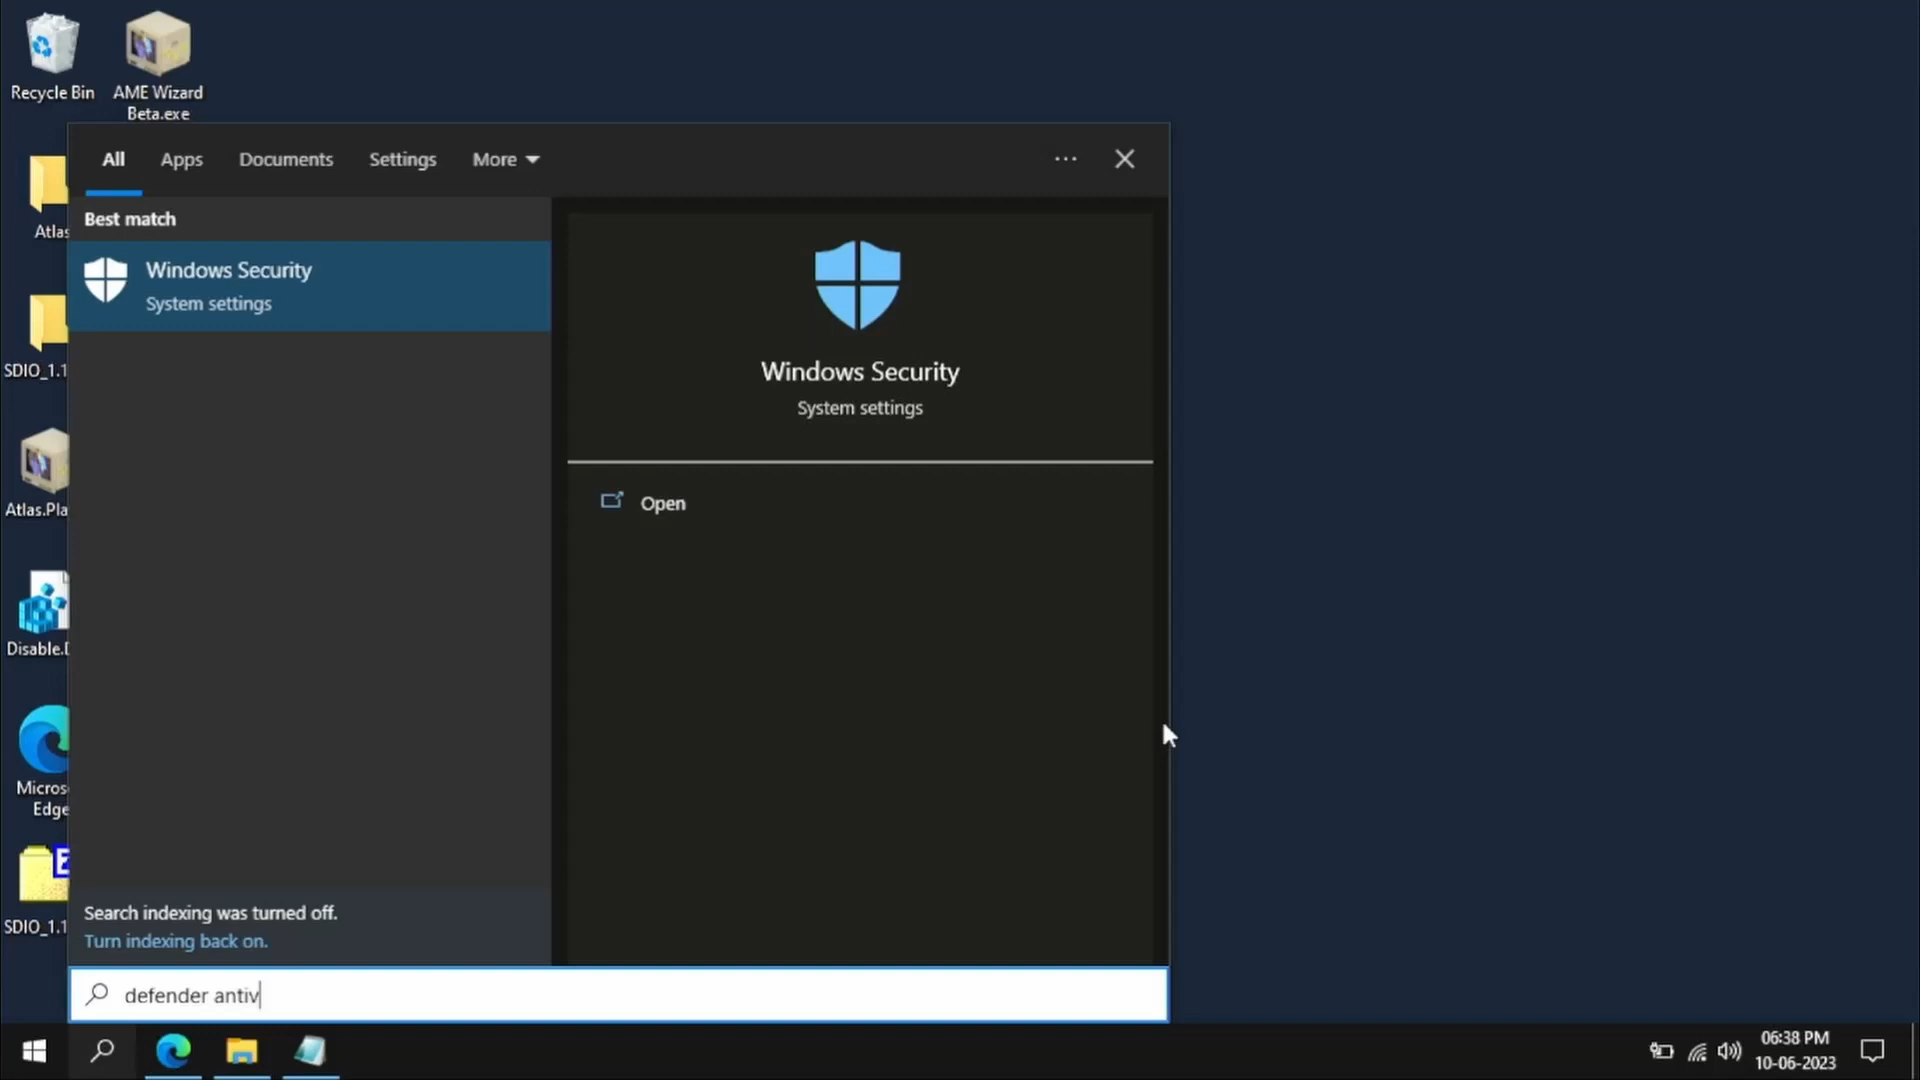 Recycle Bin
AME Wizard
Beta.exe
All
Apps
Documents
Settings
More
Best match
Windows Security
System settings
Windows Security
System settings
Open
Atlas
SDIO_1.1
Atlas.Pla
Disable.D
Micros
Edge
SDIO_1.1
Search indexing was turned off.
Turn indexing back on.
defender antiv
06:38 PM
10-06-2023